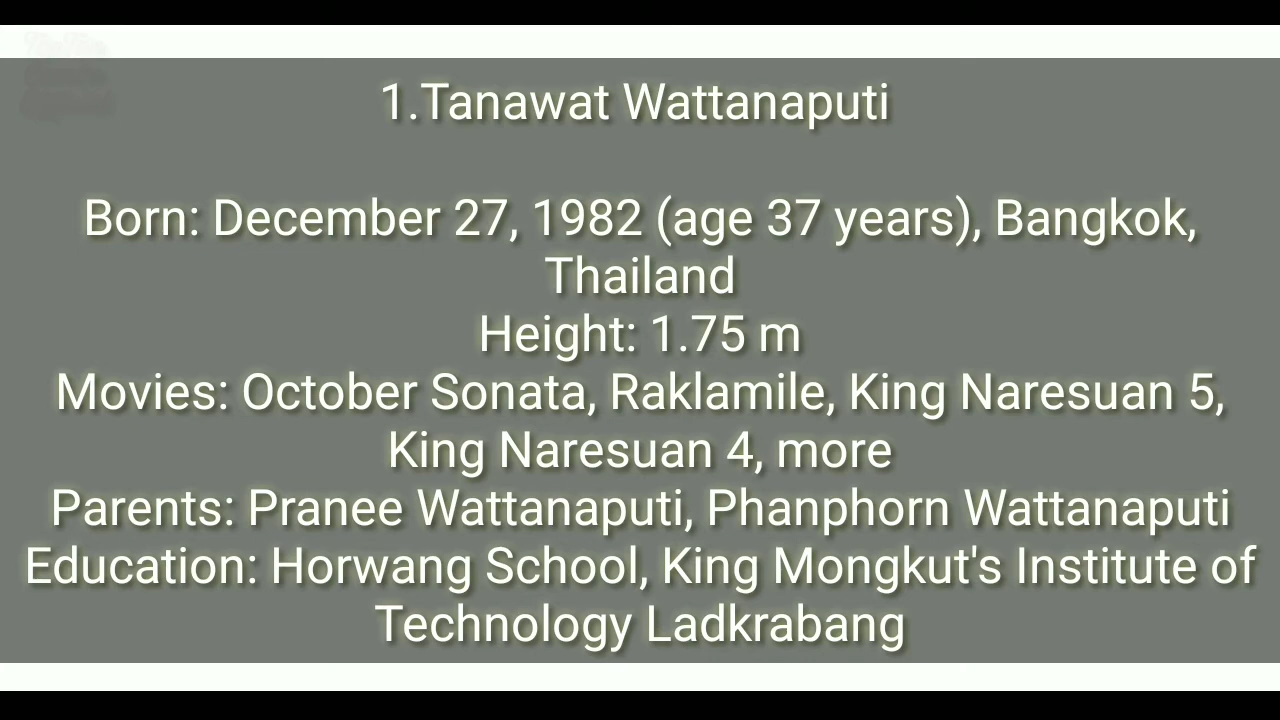 1.Tanawat Wattanaputi
Born: December 27, 1982 (age 37 years), Bangkok,
Thailand
Height: 1.75 m
Movies: October Sonata, Raklamile, King Naresuan 5,
King Naresuan 4, more
Parents: Pranee Wattanaputi, Phanphorn Wattanaputi
Education: Horwang School, King Mongkut's Institute of
Technology Ladkrabang